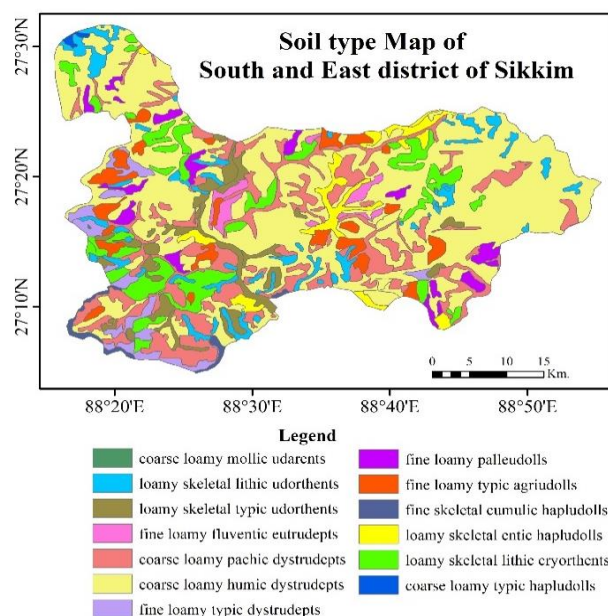 Soil type Map of
South and East district of Sikkim
27°30'N
27°20'N
27°10'N
0 5 10 15
Km.
88°20'E 88°30'E 88°40'E 88°50'E
Legend
coarse loamy mollic udarents
loamy skeletal lithic udorthents
loamy skeletal typic udorthents
fine loamy fluventic eutrudepts
coarse loamy pachic dystrudepts
coarse loamy humic dystrudepts
fine loamy typic dystrudepts
fine loamy palleudolls
fine loamy typic agriudolls
fine skeletal cumulic hapludolls
loamy skeletal entic hapludolls
loamy skeletal lithic cryorthents
coarse loamy typic hapludolls